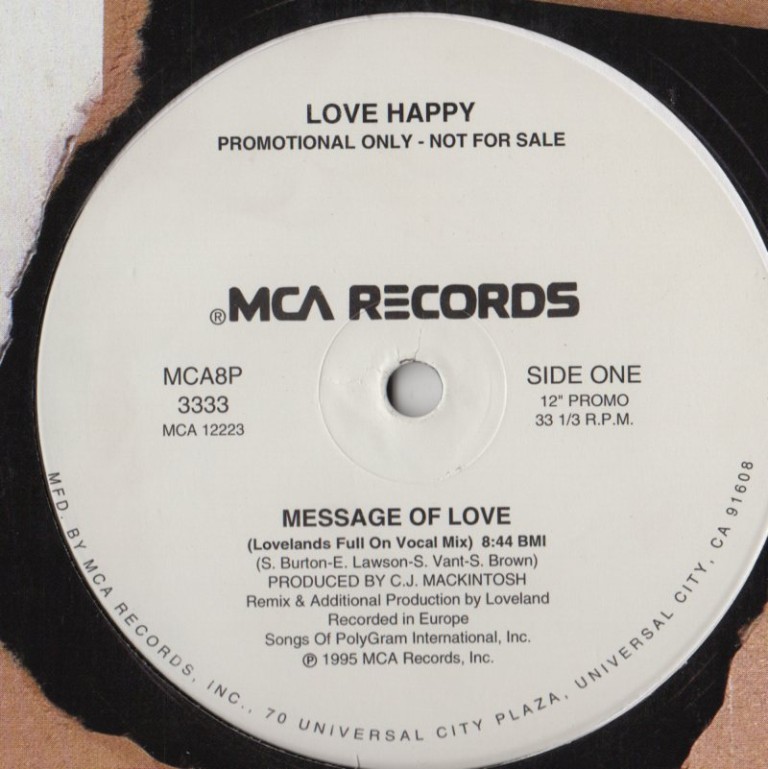 LOVE HAPPY
PROMOTIONAL ONLY - NOT FOR SALE
®MCA RECORDS
MCA8P
3333
MCA 12223
SIDE ONE
12" PROMO
33 1/3 R.P.M.
MESSAGE OF LOVE
(Lovelands Full On Vocal Mix) 8:44 BMI
(S. Burton-E. Lawson-S. Vant-S. Brown)
PRODUCED BY C.J. MACKINTOSH
Remix & Additional Production by Loveland
Recorded in Europe
Songs Of PolyGram International, Inc.
℗ 1995 MCA Records, Inc.
MFD. BY MCA RECORDS, INC., 70 UNIVERSAL CITY PLAZA, UNIVERSAL CITY, CA 91608